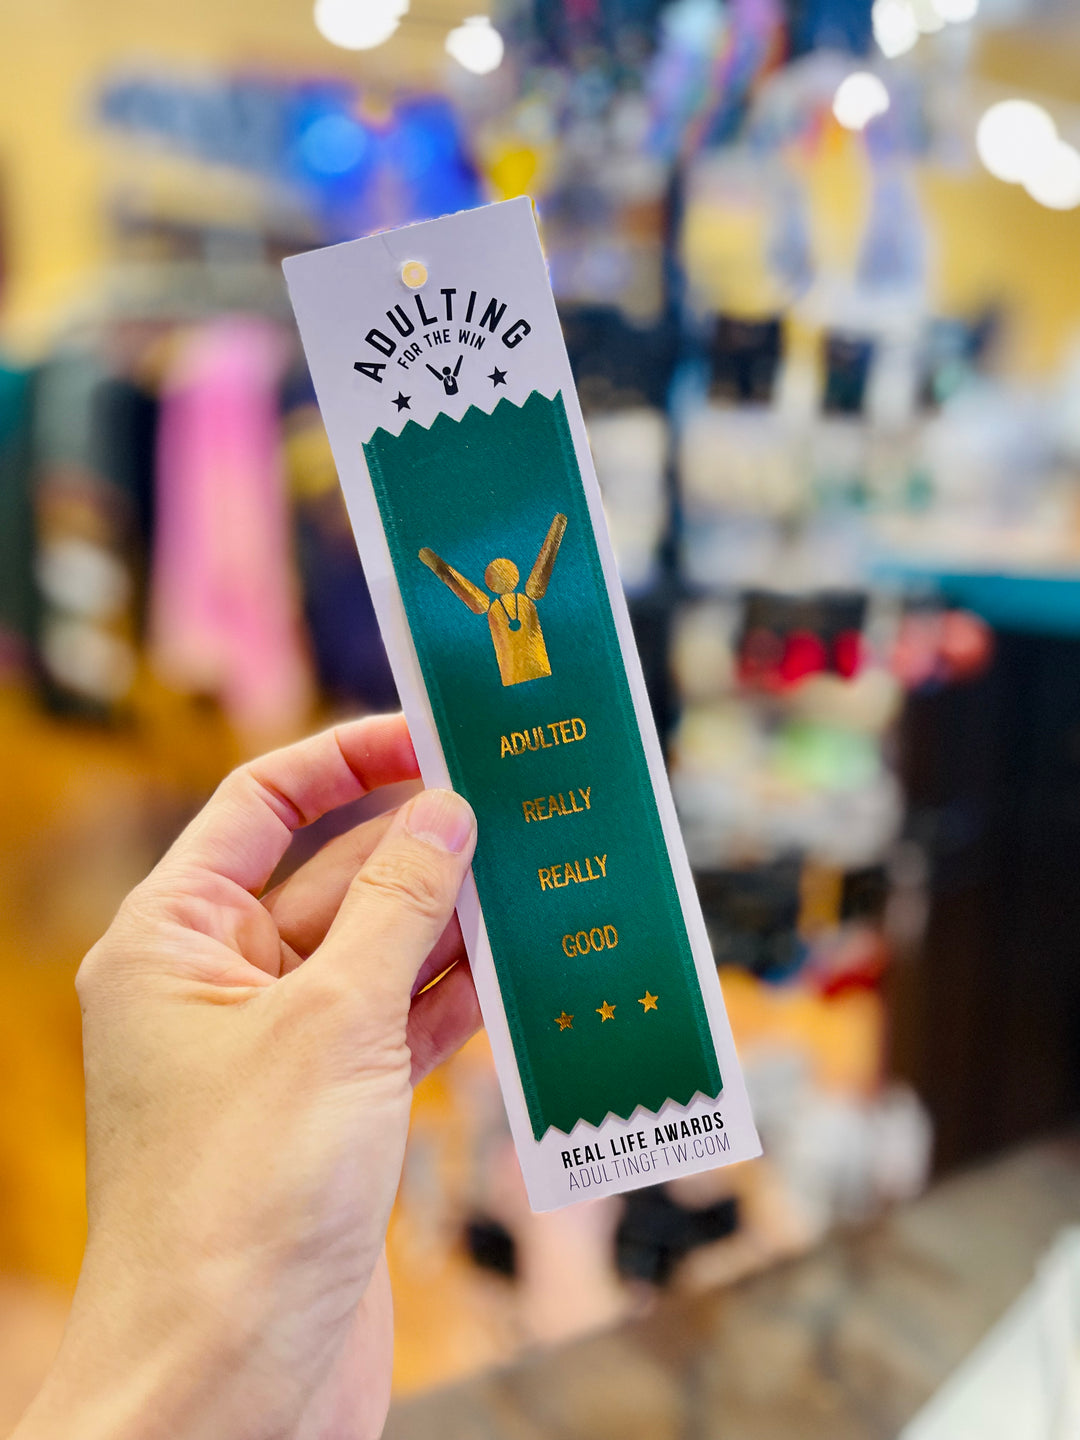 ADULTING
FOR THE WIN
ADULTED
REALLY
REALLY
GOOD
REAL LIFE AWARDS
ADULTINGFTW.COM